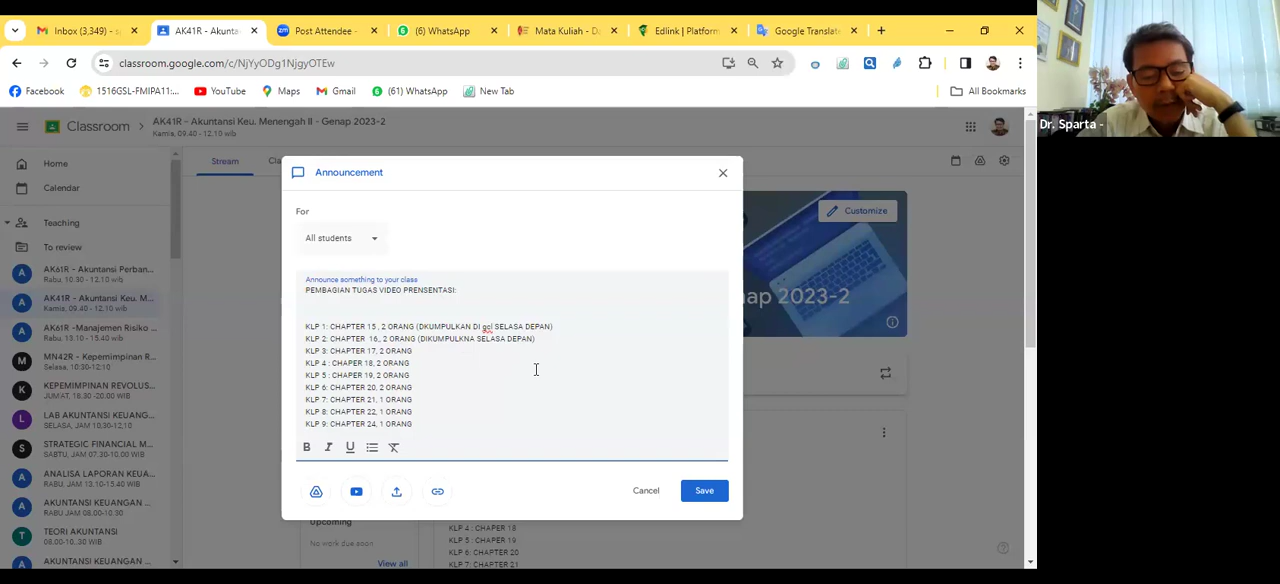 Inbox (3,349) - s
AK41R - Akunta
Post Attendee -
(6) WhatsApp
Mata Kuliah - Da
Edlink | Platform
Google Translat
classroom.google.com/c/NjYyODg1NjgyOTEw
Facebook
1516GSL-FMIPA11:...
YouTube
Maps
Gmail
(61) WhatsApp
New Tab
All Bookmarks
Dr. Sparta -
Classroom
AK41R - Akuntansi Keu. Menengah II - Genap 2023-2
Kamis, 09.40 - 12.10 wib
Home
Calendar
Teaching
To review
A
AK61R - Akuntansi Perban...
Rabu. 10.30 - 12.10 wib
A
AK41R - Akuntansi Keu. M...
Kamis, 09.40 - 12.10 wib
A
AK61R -Manajemen Risiko ..
Rabu. 13.10 - 15.40 wib
M
MN42R - Kepemimpinan R...
Selasa, 10:30-12:10
K
KEPEMIMPINAN REVOLUS...
JUM'AT, 16.30 -18.00 WIB
L
LAB AKUNTANSI KEUANG...
SELASA, JAM 10,30-12,10
S
STRATEGIC FINANCIAL M...
SABTU, JAM 07.30-10.20 WIB
A
ANALISA LAPORAN KEUA...
RABU, JAM 13.10-15.40 WIB
A
AKUNTANSI KEUANGAN ...
RABU JAM 08.00-10.30
T
TEORI AKUNTANSI
08.00-10..30 WIB
A
AKUNTANSI KEUANGAN ...
Stream
Cla
Customize
nap 2023-2
Announcement
For
All students
Announce something to your class
PEMBAGIAN TUGAS VIDEO PRENSENTASI:
KLP 1: CHAPTER 15 , 2 ORANG (DKUMPULKAN DI gcl SELASA DEPAN)
KLP 2: CHAPTER  16,, 2 ORANG (DIKUMPULKNA SELASA DEPAN)
KLP 3: CHAPTER 17, 2 ORANG
KLP 4 : CHAPER 18, 2 ORANG
KLP 5 : CHAPER 19, 2 ORANG
KLP 6: CHAPTER 20, 2 ORANG
KLP 7: CHAPTER 21, 1 ORANG
KLP 8: CHAPTER 22, 1 ORANG
KLP 9: CHAPTER 24, 1 ORANG
B I U
Cancel
Save
Upcoming
No work due soon
View all
KLP 4 : CHAPER 18
KLP 5 : CHAPER 19
KLP 6: CHAPTER 20
KLP 7: CHAPTER 21